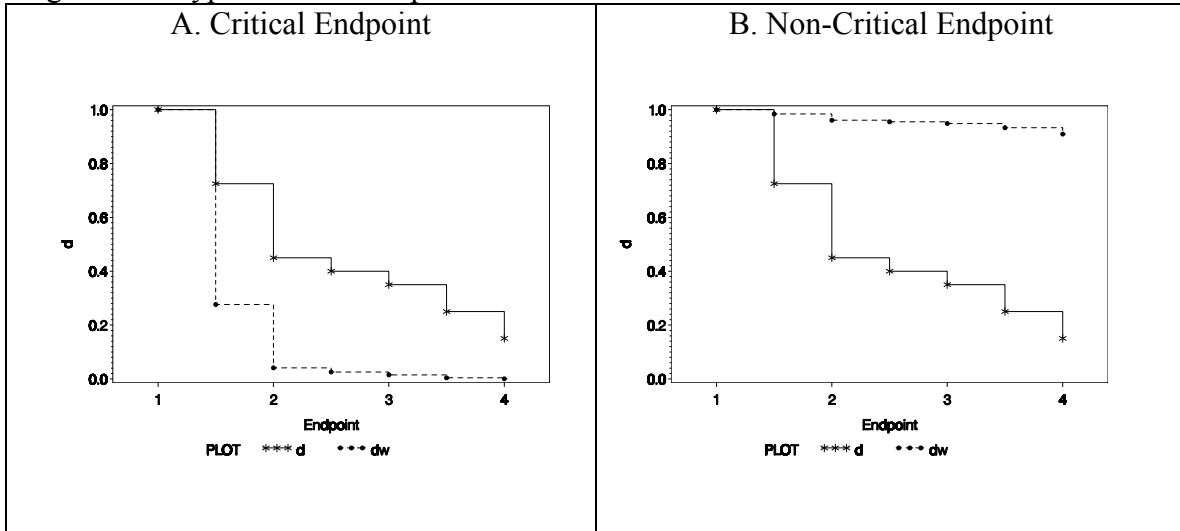 A. Critical Endpoint
1.0
0.8
0.6
0.4
0.2
0.0
d
1 2 3 4
Endpoint
PLOT ∗∗∗ d •-•-• dw
B. Non-Critical Endpoint
1.0
0.8
0.6
0.4
0.2
0.0
d
1 2 3 4
Endpoint
PLOT ∗∗∗ d •-•-• dw